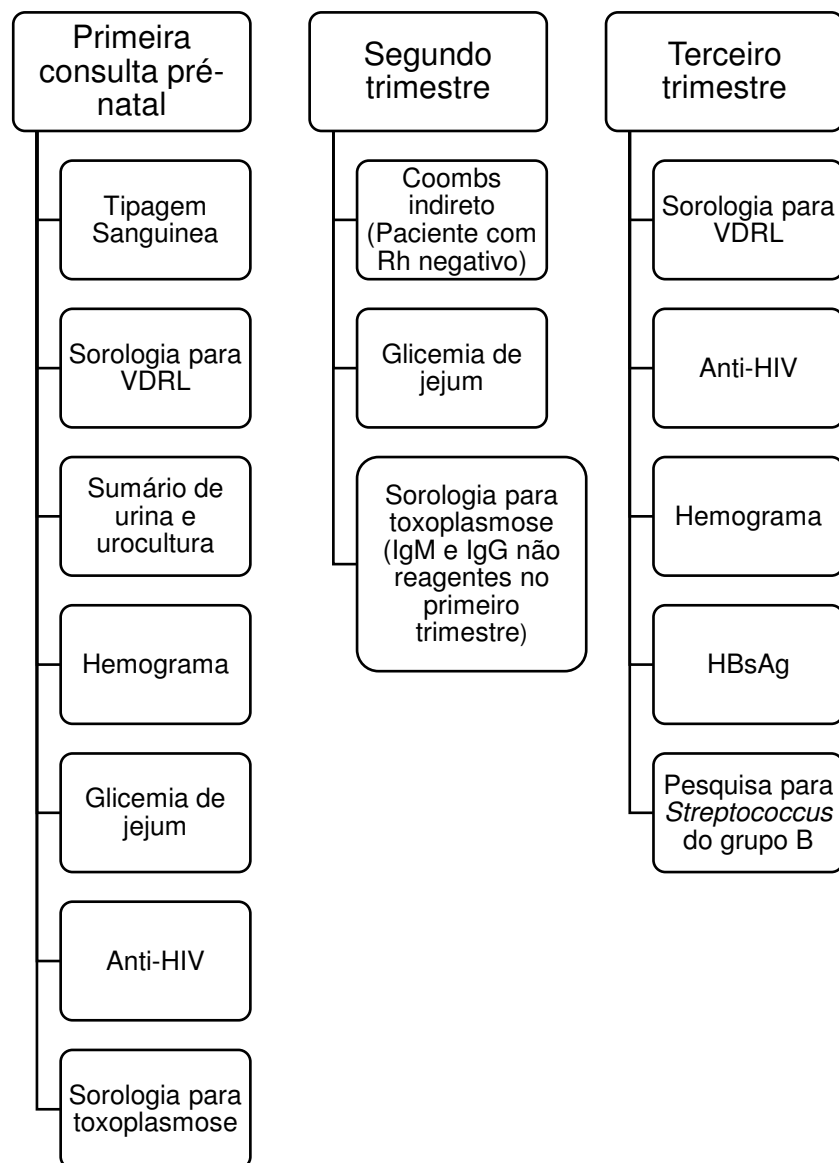 Primeira
consulta pré-
natal
Tipagem
Sanguinea
Sorologia para
VDRL
Sumário de
urina e
urocultura
Hemograma
Glicemia de
jejum
Anti-HIV
Sorologia para
toxoplasmose
Segundo
trimestre
Coombs
indireto
(Paciente com
Rh negativo)
Glicemia de
jejum
Sorologia para
toxoplasmose
(IgM e IgG não
reagentes no
primeiro
trimestre)
Terceiro
trimestre
Sorologia para
VDRL
Anti-HIV
Hemograma
HBsAg
Pesquisa para
Streptococcus
do grupo B